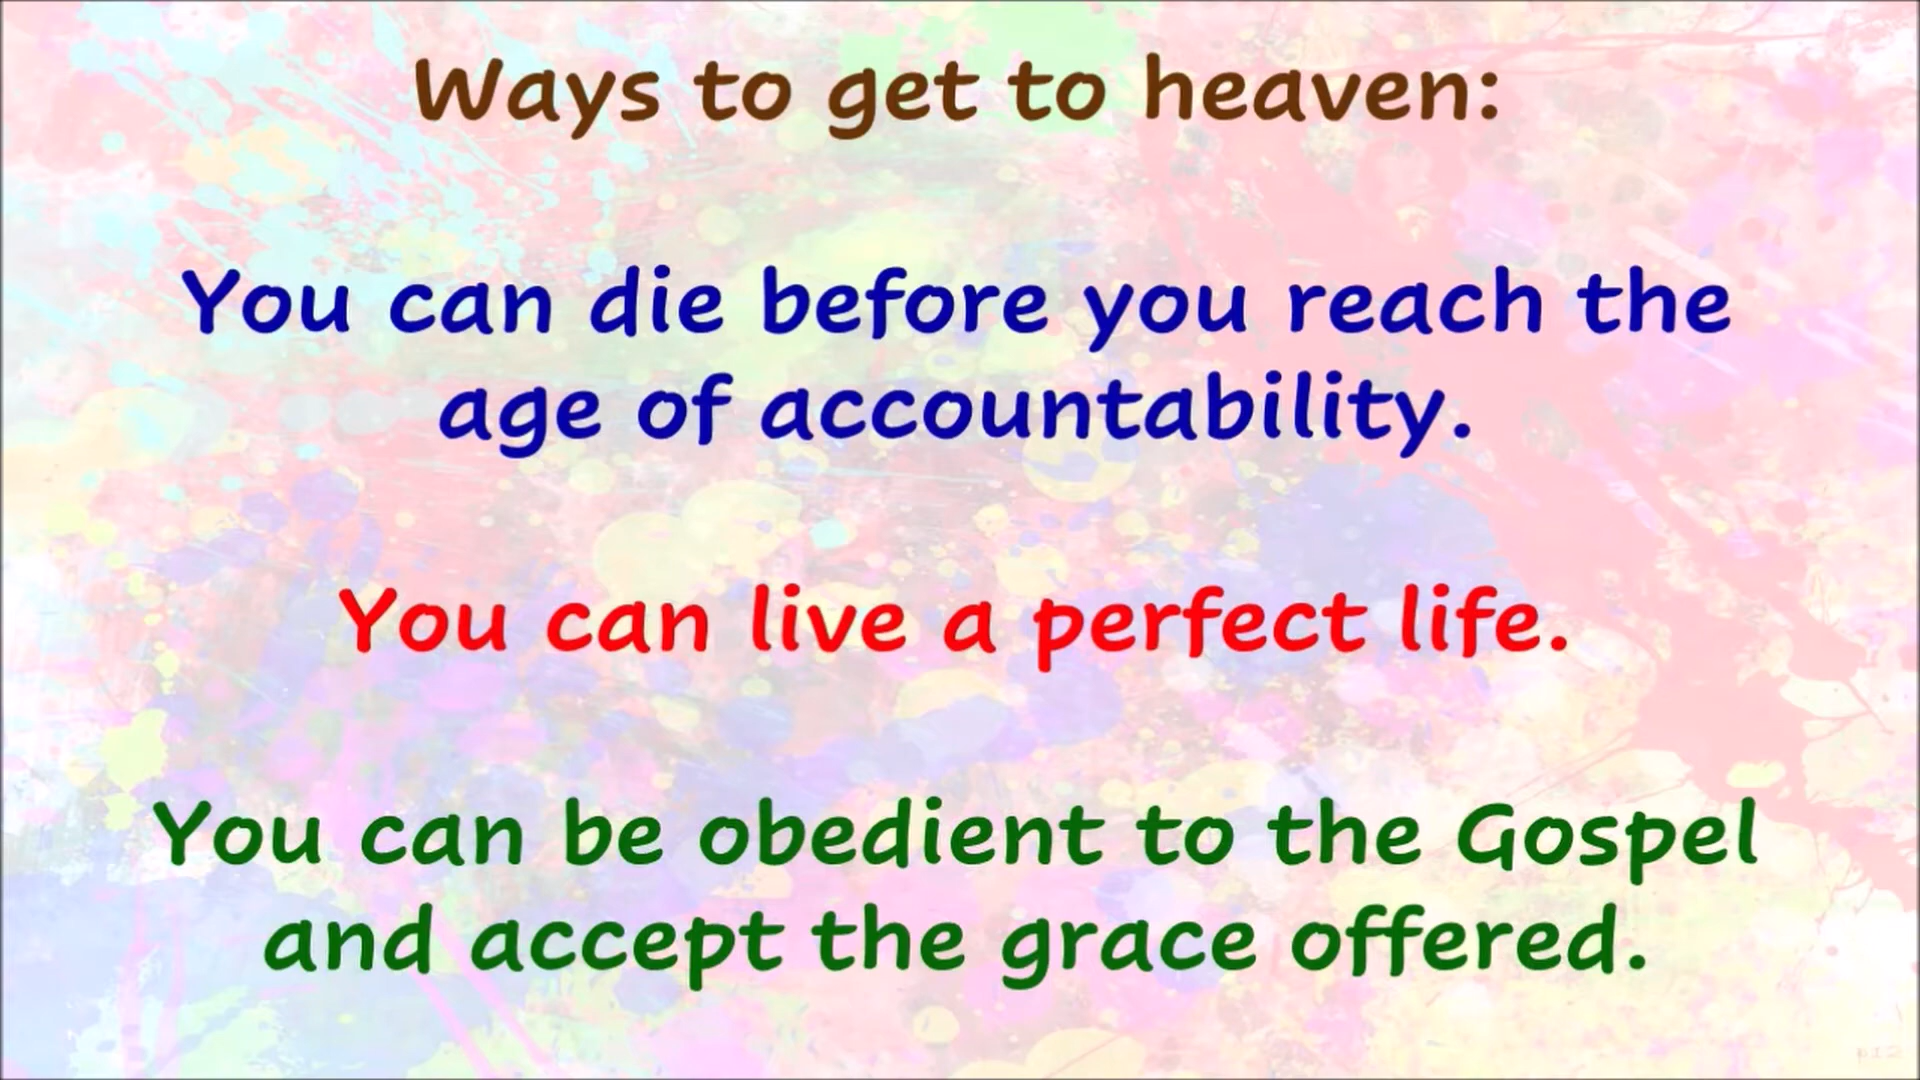 Ways to get to heaven:
You can die before you reach the
age of accountability.
You can live a perfect life.
You can be obedient to the Gospel
and accept the grace offered.